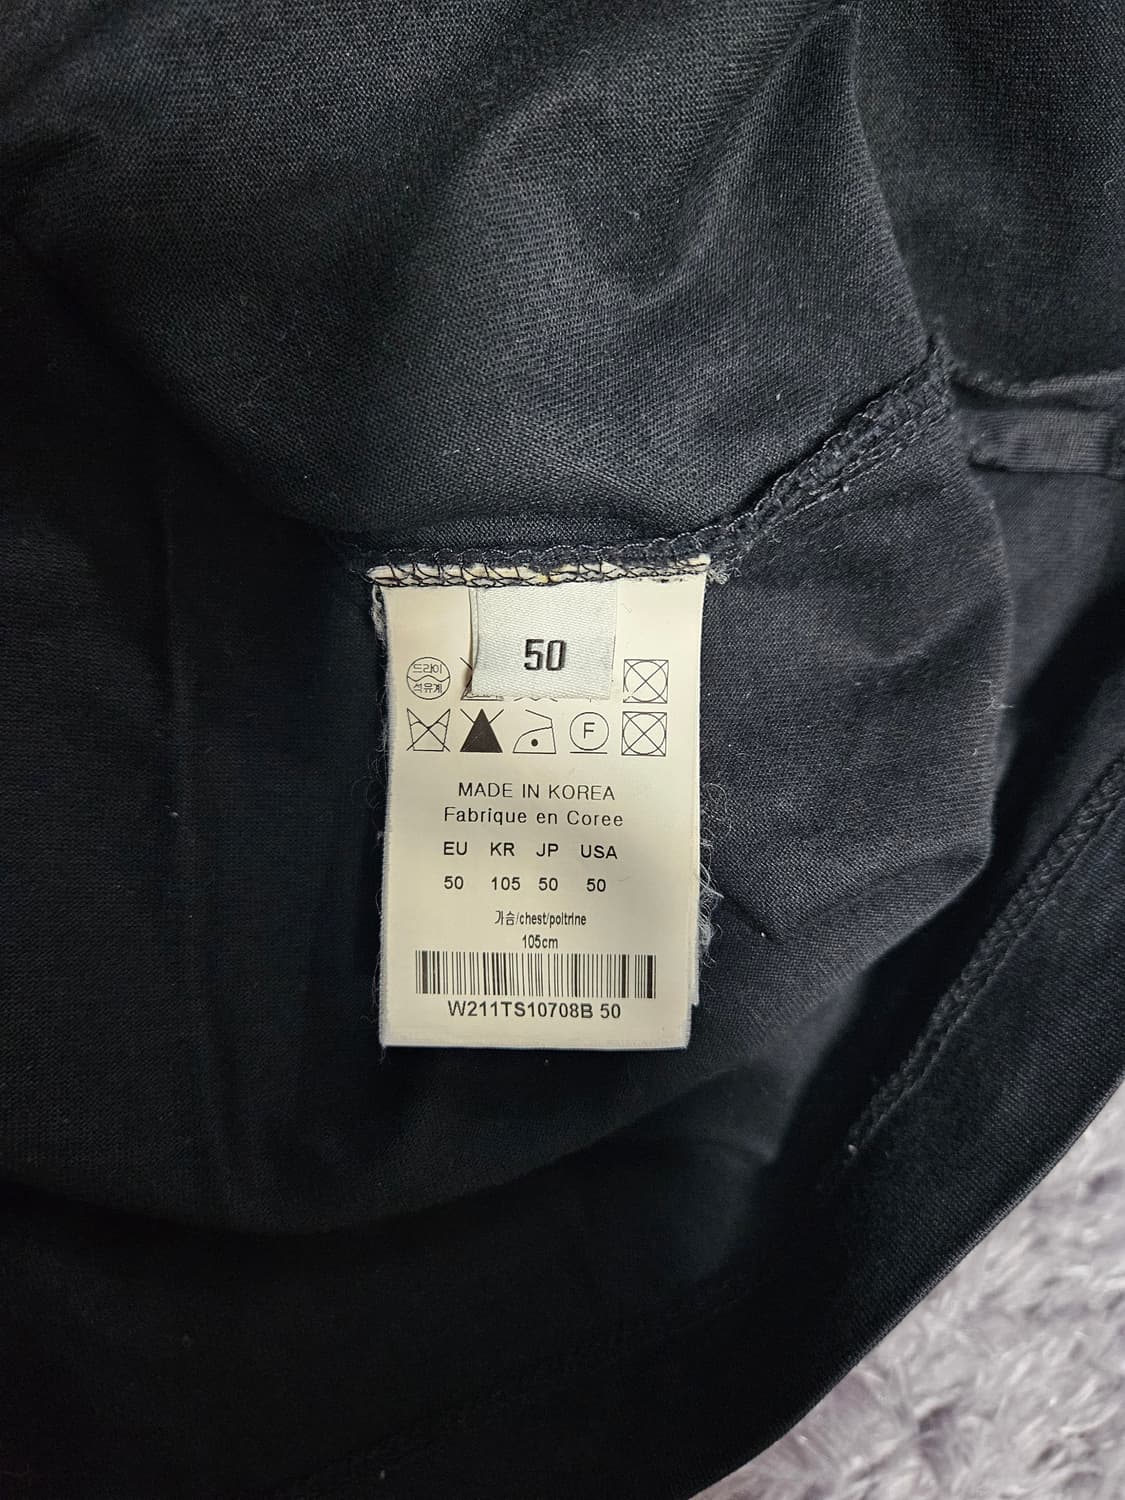 50
드라이
석유계
F
MADE IN KOREA
Fabrique en Coree
EU KR JP USA
50 105 50 50
가슴/chest/poltrine
105cm
W211TS10708B 50